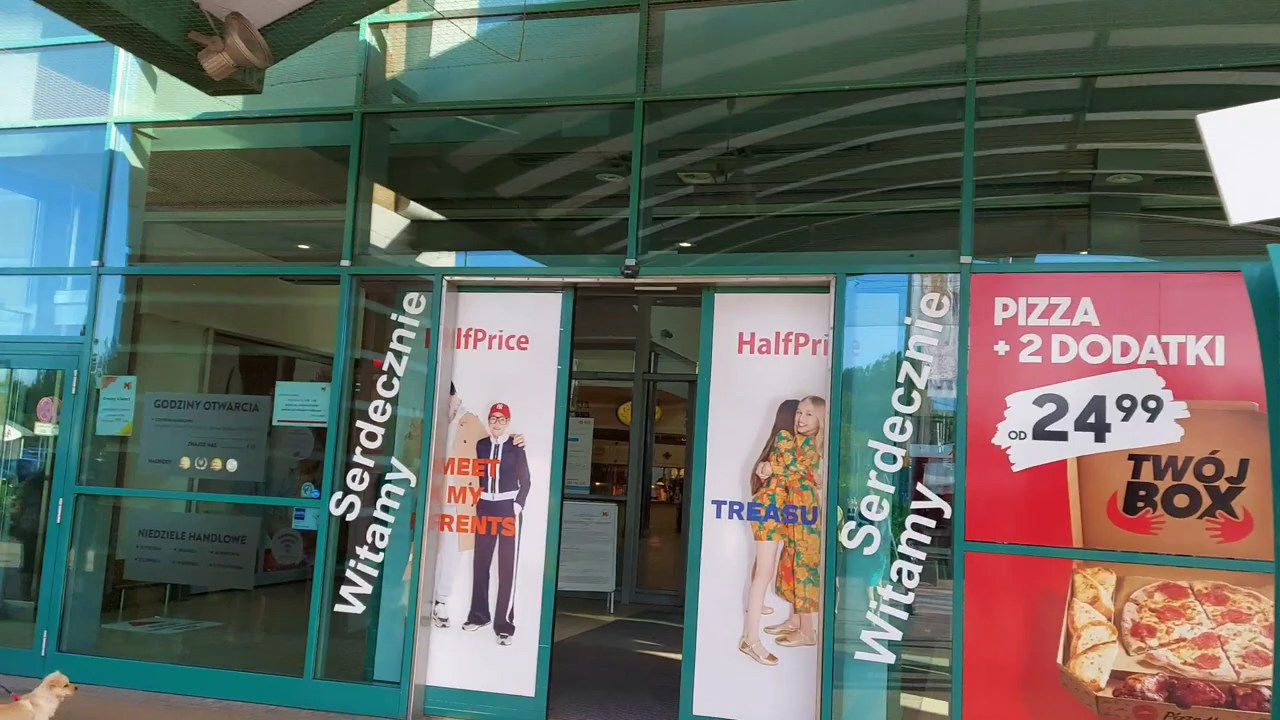 GODZINY OTWARCIA
NIEDZIELE HANDLOWE
Serdecznie
Witamy
lfPrice
MEET
MY
RENTS
HalfPri
TREASU
Serdecznie
Witamy
PIZZA
+ 2 DODATKI
OD 24 99
TWÓJ
BOX